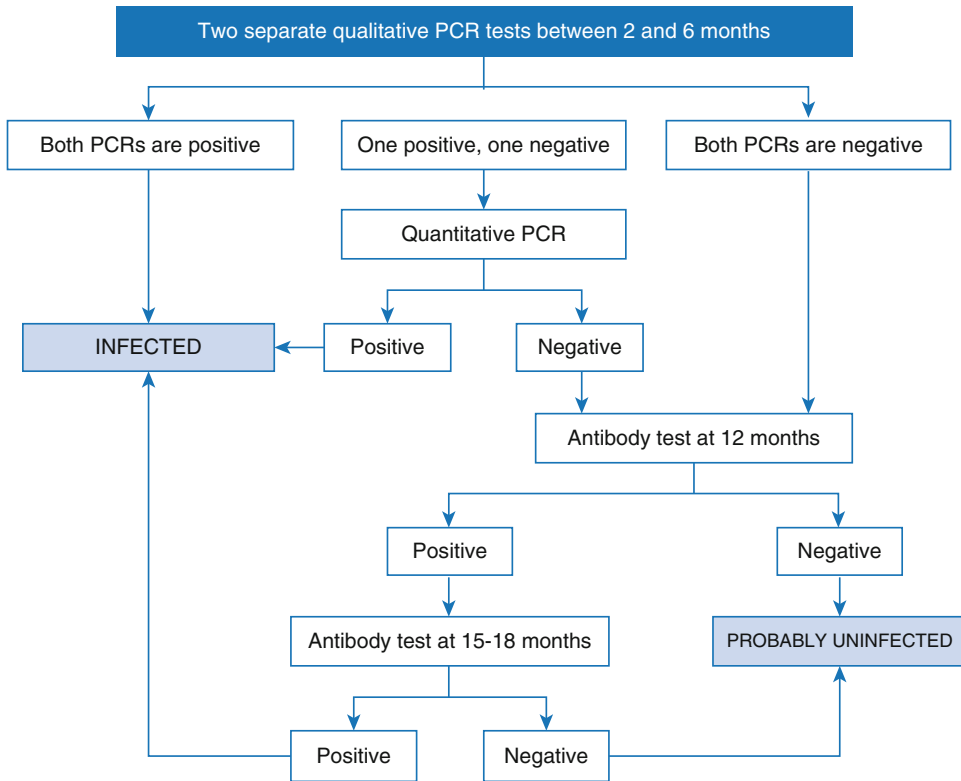 Two separate qualitative PCR tests between 2 and 6 months
Both PCRs are positive
One positive, one negative
Both PCRs are negative
Quantitative PCR
INFECTED
Positive
Negative
Antibody test at 12 months
Positive
Negative
Antibody test at 15-18 months
PROBABLY UNINFECTED
Positive
Negative